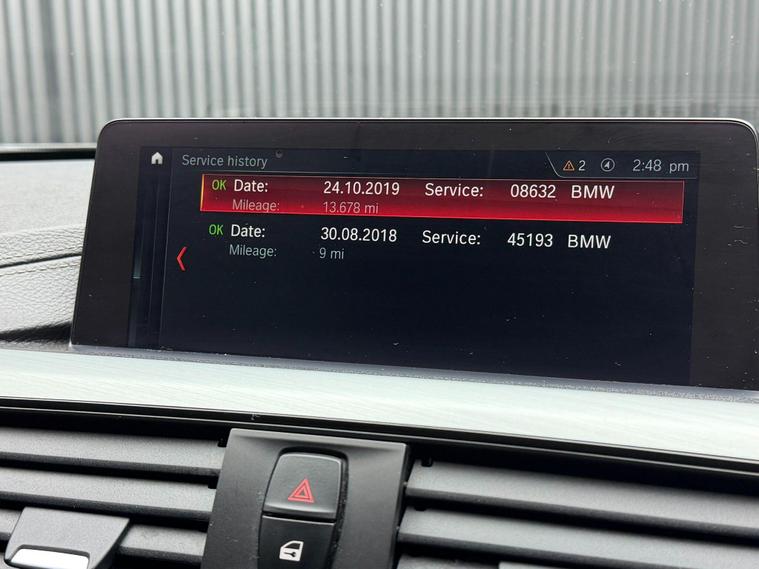 Service history 2 2:48 pm
OK Date: 24.10.2019 Service: 08632 BMW
Mileage: 13.678 mi
OK Date: 30.08.2018 Service: 45193 BMW
Mileage: 9 mi